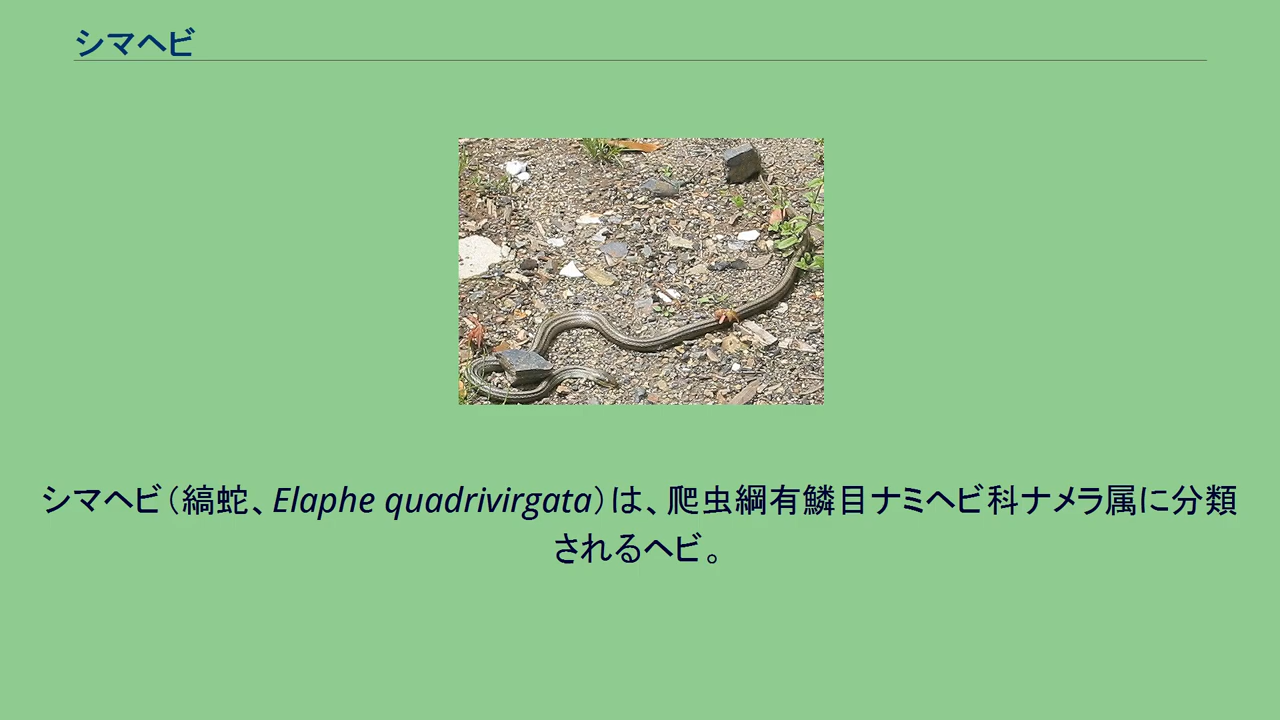 シマヘビ
シマヘビ（縞蛇、Elaphe quadrivirgata）は、爬虫綱有鱗目ナミヘビ科ナメラ属に分類
されるヘビ。